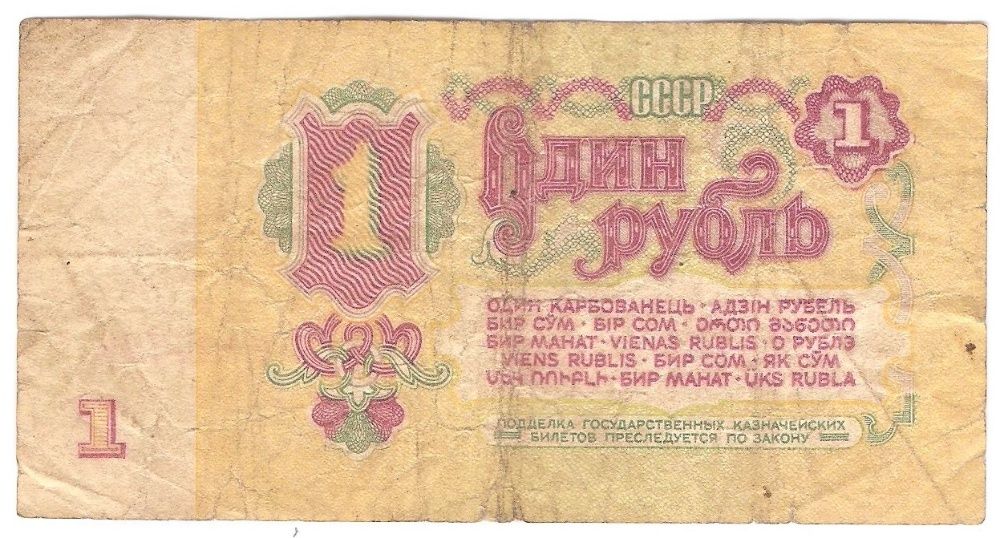 СССР
1
1
Один
рубль
ОДИН КАРБОВАНЕЦЬ · АДЗІН РУБЕЛЬ
БИР СЎМ · БІР СОМ · ᲔᲠᲗᲘ ᲛᲐᲜᲔᲗᲘ
БИР МАНАТ · VIENAS RUBLIS · О РУБЛЭ
VIENS RUBLIS · БИР СОМ · ЯК СЎМ
ՄԵԿ ՌՈՒԲԼԻ · БИР МАНАТ · ÜKS RUBLA
1
ПОДДЕЛКА ГОСУДАРСТВЕННЫХ КАЗНАЧЕЙСКИХ
БИЛЕТОВ ПРЕСЛЕДУЕТСЯ ПО ЗАКОНУ